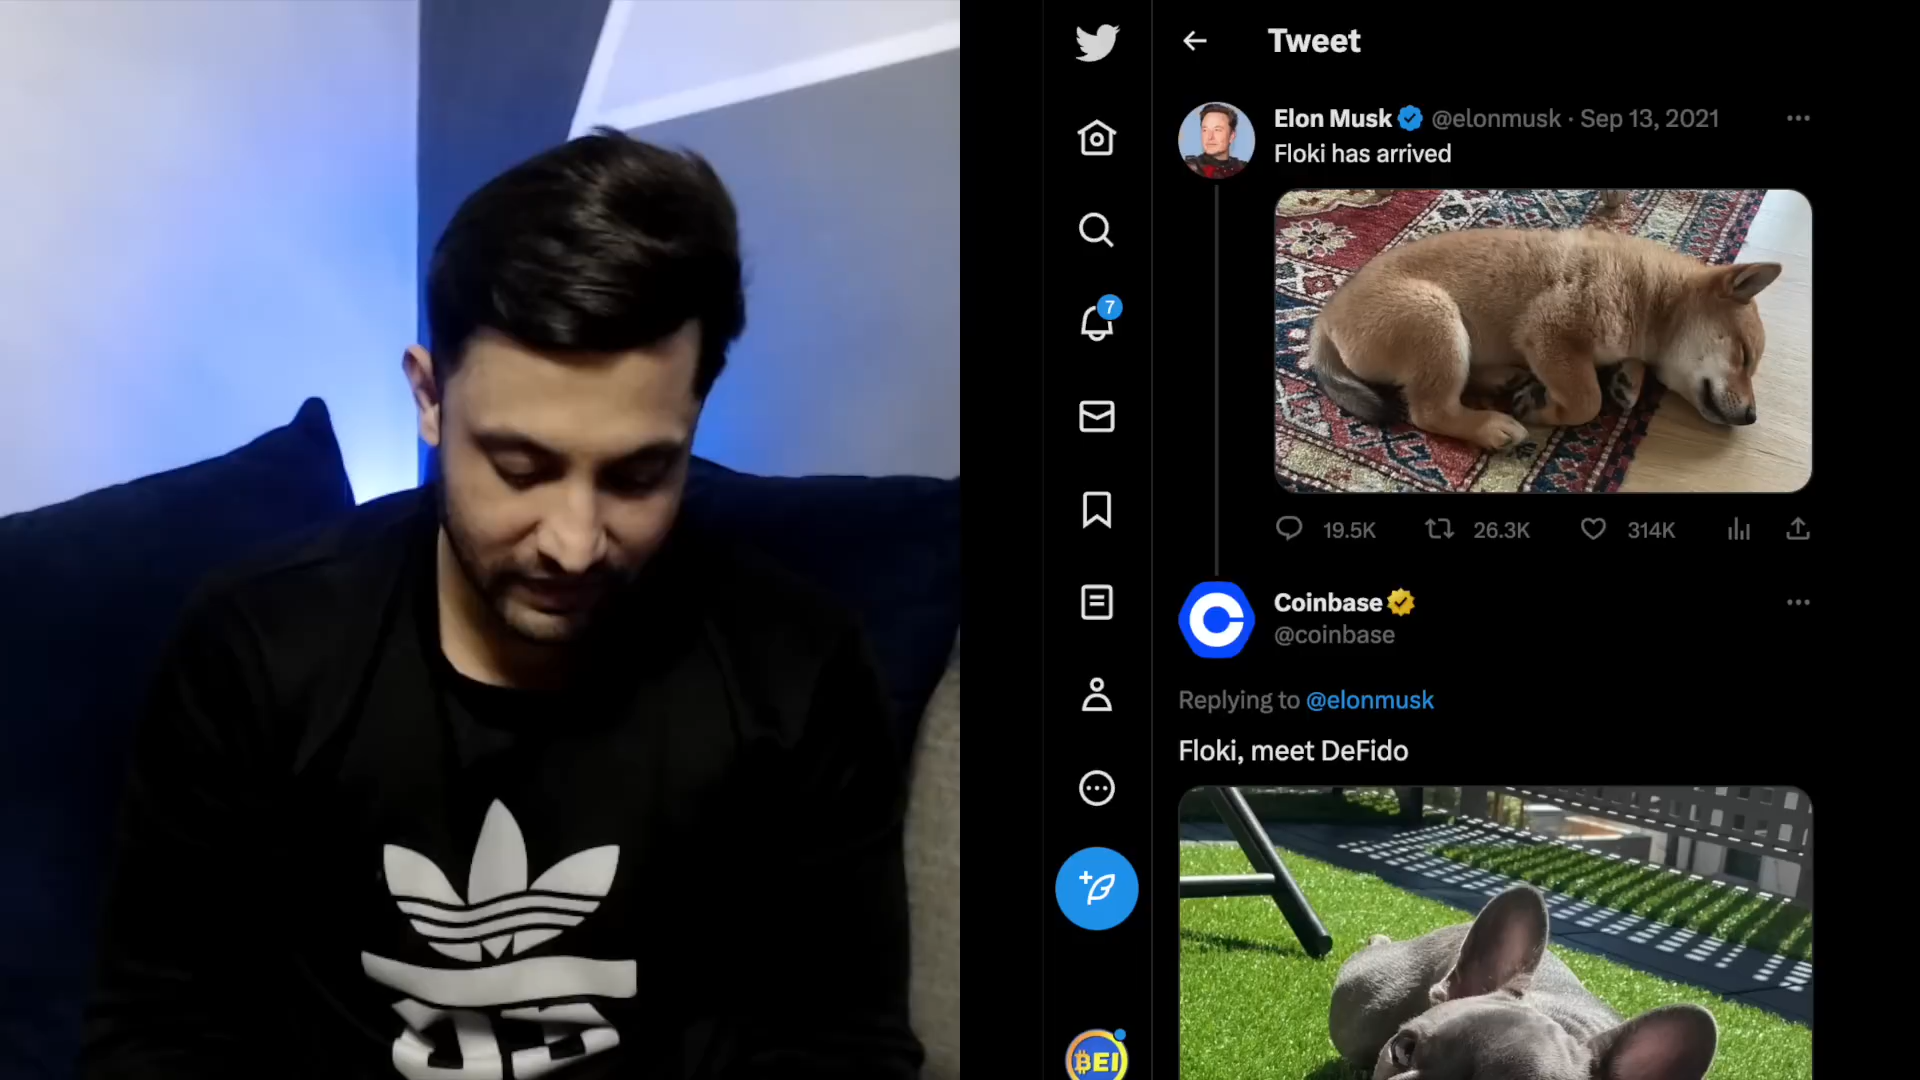 Tweet
Elon Musk @elonmusk · Sep 13, 2021
Floki has arrived
7
19.5K 26.3K 314K
Coinbase
@coinbase
Replying to @elonmusk
Floki, meet DeFido
BEI